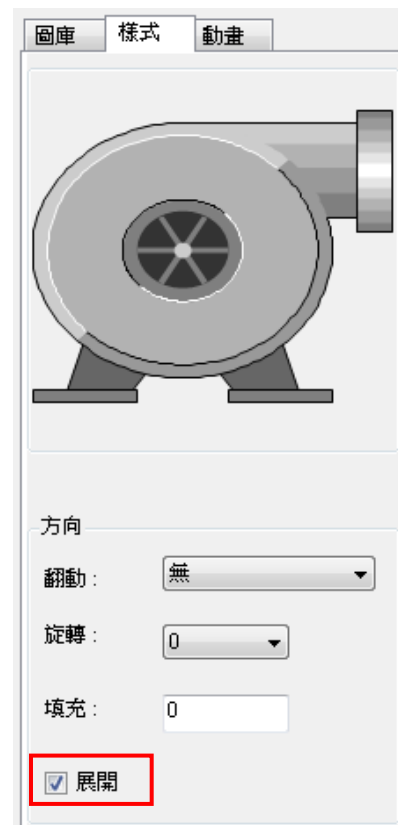 圖庫 樣式 動畫
方向
翻動 : 無
旋轉 : 0
填充 : 0
展開